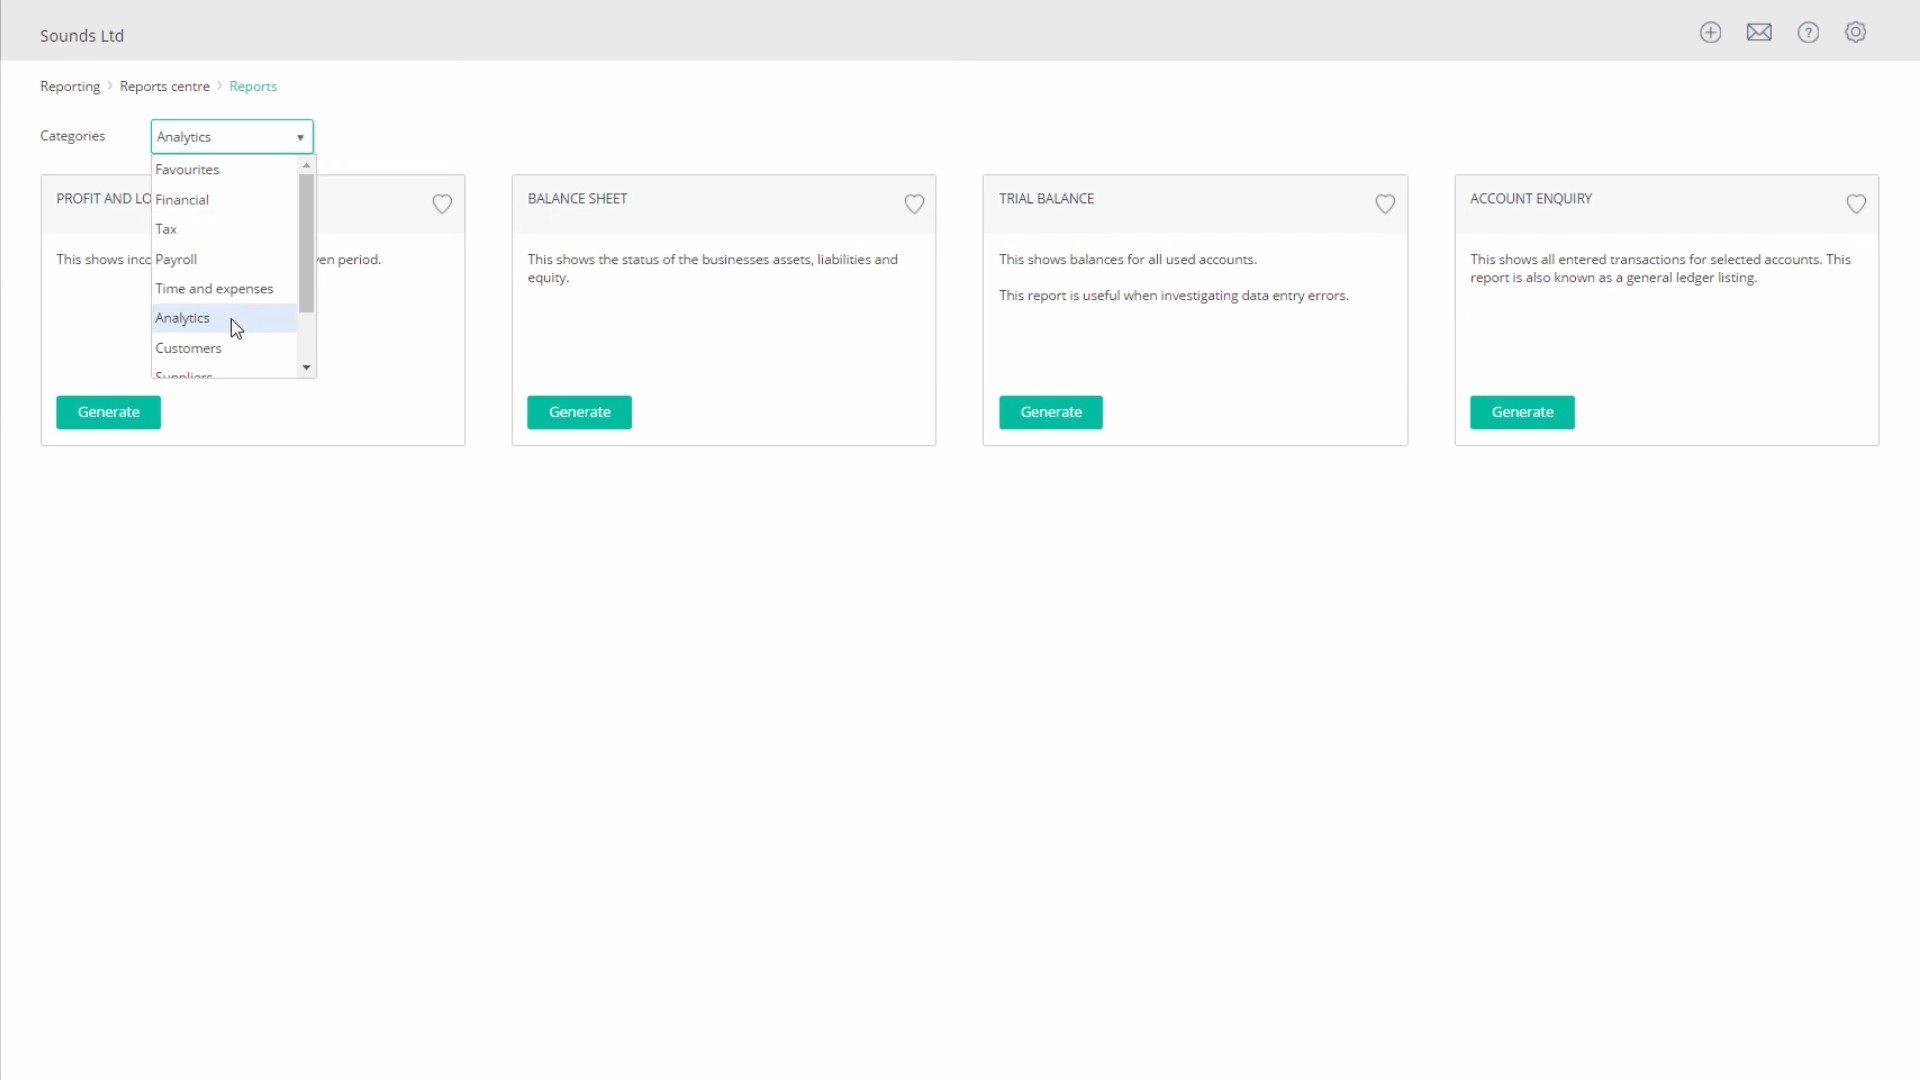 Sounds Ltd
Reporting > Reports centre > Reports
Categories
Analytics
Favourites
Financial
Tax
Payroll
Time and expenses
Analytics
Customers
Suppliers
PROFIT AND LO
This shows inco
ven period.
Generate
BALANCE SHEET
This shows the status of the businesses assets, liabilities and
equity.
Generate
TRIAL BALANCE
This shows balances for all used accounts.
This report is useful when investigating data entry errors.
Generate
ACCOUNT ENQUIRY
This shows all entered transactions for selected accounts. This
report is also known as a general ledger listing.
Generate